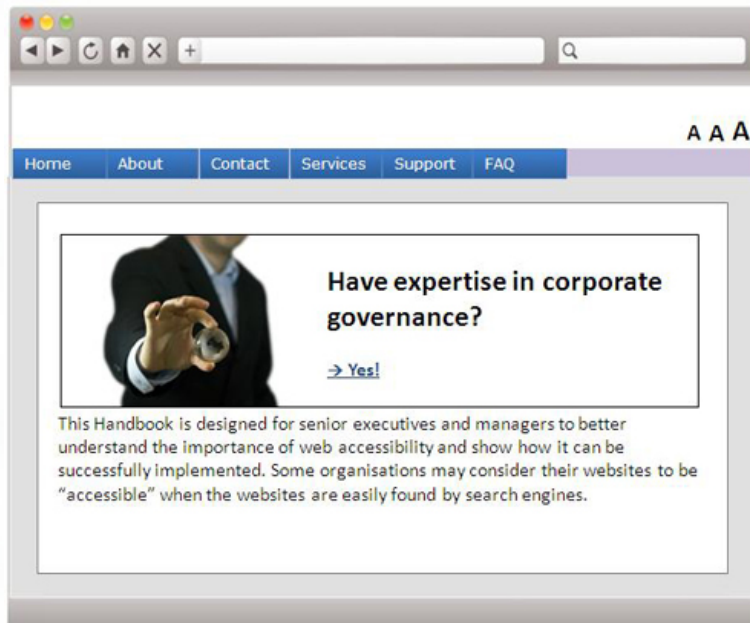 A A A
Home About Contact Services Support FAQ
Have expertise in corporate
governance?
→ Yes!
This Handbook is designed for senior executives and managers to better
understand the importance of web accessibility and show how it can be
successfully implemented. Some organisations may consider their websites to be
“accessible” when the websites are easily found by search engines.